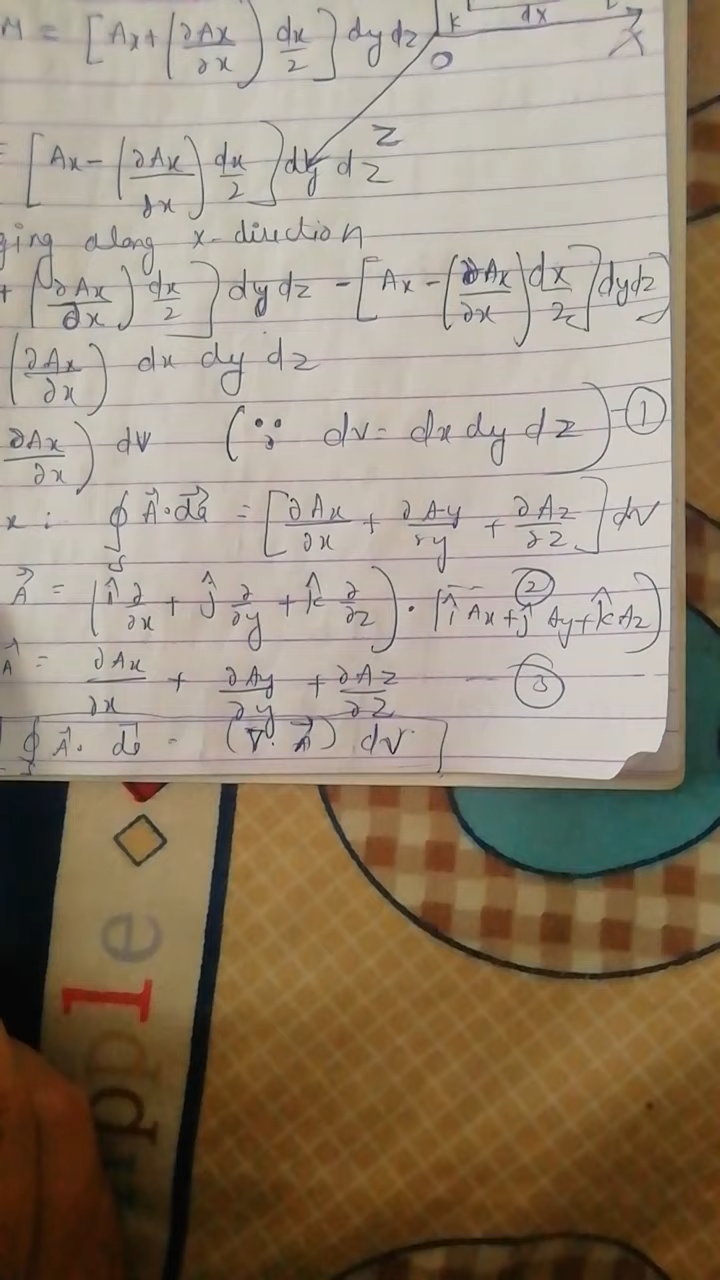 M = [Ax + (∂Ax/∂x) dx/2] dy dz
K dx
X
O
Z
= [Ax - (∂Ax/∂x) dx/2] dy dz
ging along x-direction
+ (∂Ax/∂x) dx/2] dy dz - [Ax - (∂Ax/∂x) dx/2] dy dz
(∂Ax/∂x) dx dy dz
∂Ax/∂x) dv (∵ dv = dx dy dz) - ①
x : ∮s A⃗ · da⃗ = [∂Ax/∂x + ∂Ay/∂y + ∂Az/∂z] dv
②
A⃗ = (î ∂/∂x + ĵ ∂/∂y + k̂ ∂/∂z) · (î Ax + ĵ Ay + k̂ Az)
A⃗ = ∂Ax/∂x + ∂Ay/∂y + ∂Az/∂z — ③
∮s A⃗ · da⃗ = (∇ · A⃗) dv
pple